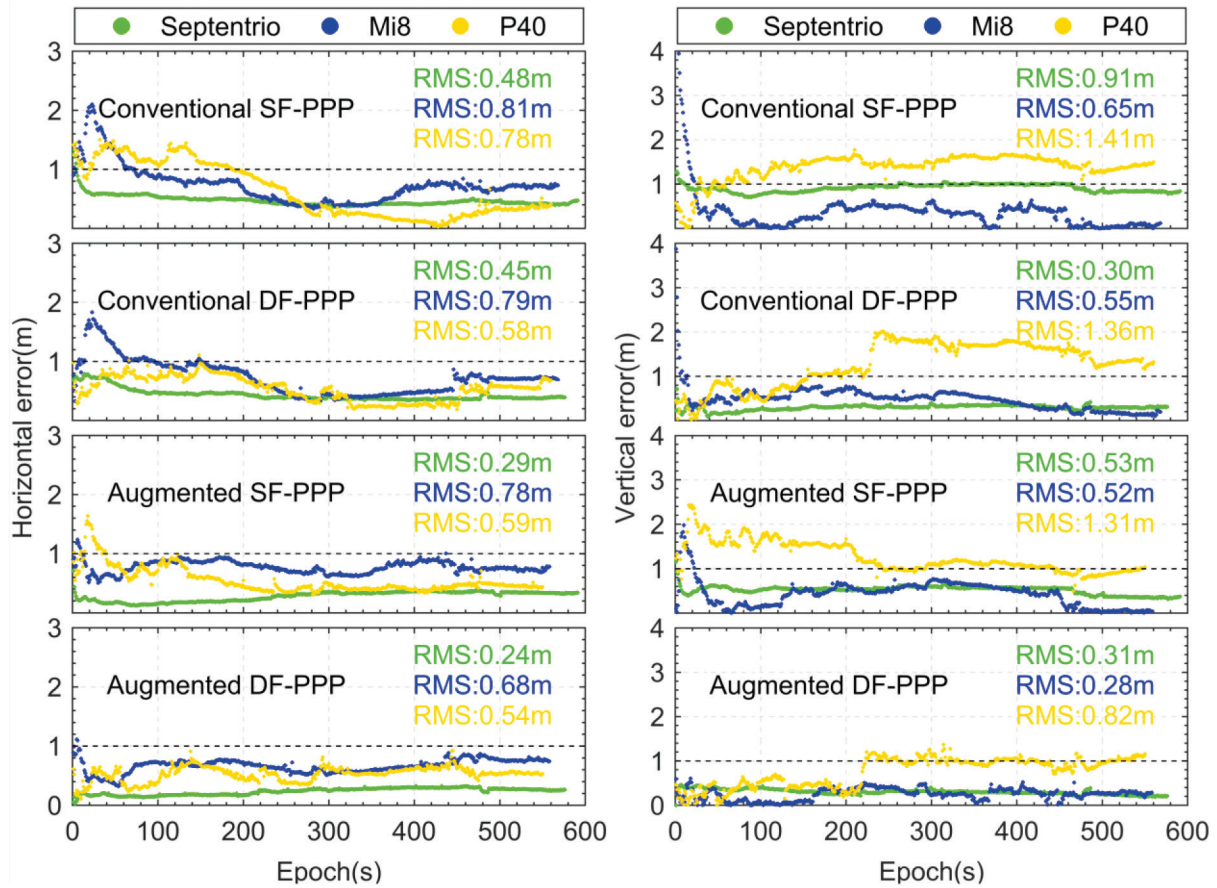 Septentrio Mi8 P40
3
2
1
Conventional SF-PPP
RMS:0.48m
RMS:0.81m
RMS:0.78m
3
2
1
0
Conventional DF-PPP
RMS:0.45m
RMS:0.79m
RMS:0.58m
3
2
1
Augmented SF-PPP
RMS:0.29m
RMS:0.78m
RMS:0.59m
3
2
1
0
Augmented DF-PPP
RMS:0.24m
RMS:0.68m
RMS:0.54m
0 100 200 300 400 500 600
Epoch(s)
Horizontal error(m)
Septentrio Mi8 P40
4
3
2
1
Conventional SF-PPP
RMS:0.91m
RMS:0.65m
RMS:1.41m
4
3
2
1
0
Conventional DF-PPP
RMS:0.30m
RMS:0.55m
RMS:1.36m
4
3
2
1
0
Augmented SF-PPP
RMS:0.53m
RMS:0.52m
RMS:1.31m
4
3
2
1
0
Augmented DF-PPP
RMS:0.31m
RMS:0.28m
RMS:0.82m
0 100 200 300 400 500 600
Epoch(s)
Vertical error(m)